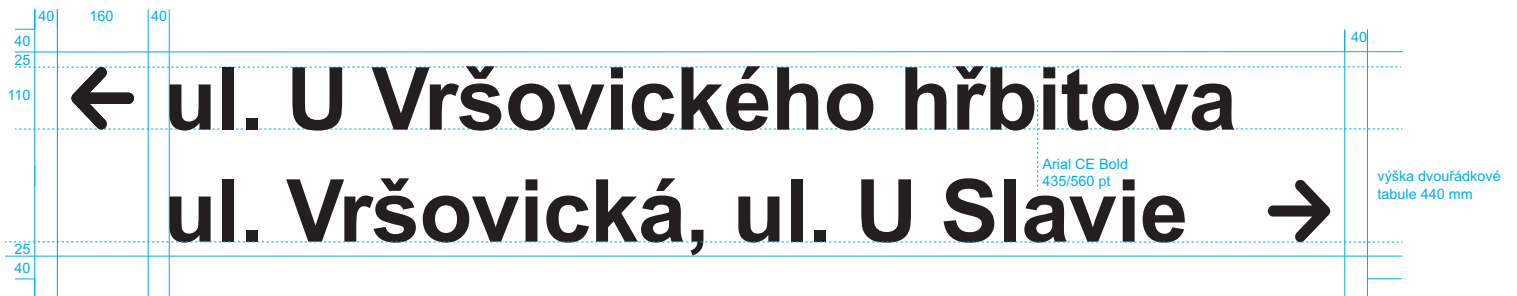 40 160 40 40
40
25
110
← ul. U Vršovického hřbitova
Arial CE Bold
435/560 pt
ul. Vršovická, ul. U Slavie →
výška dvouřádkové
tabule 440 mm
25
40